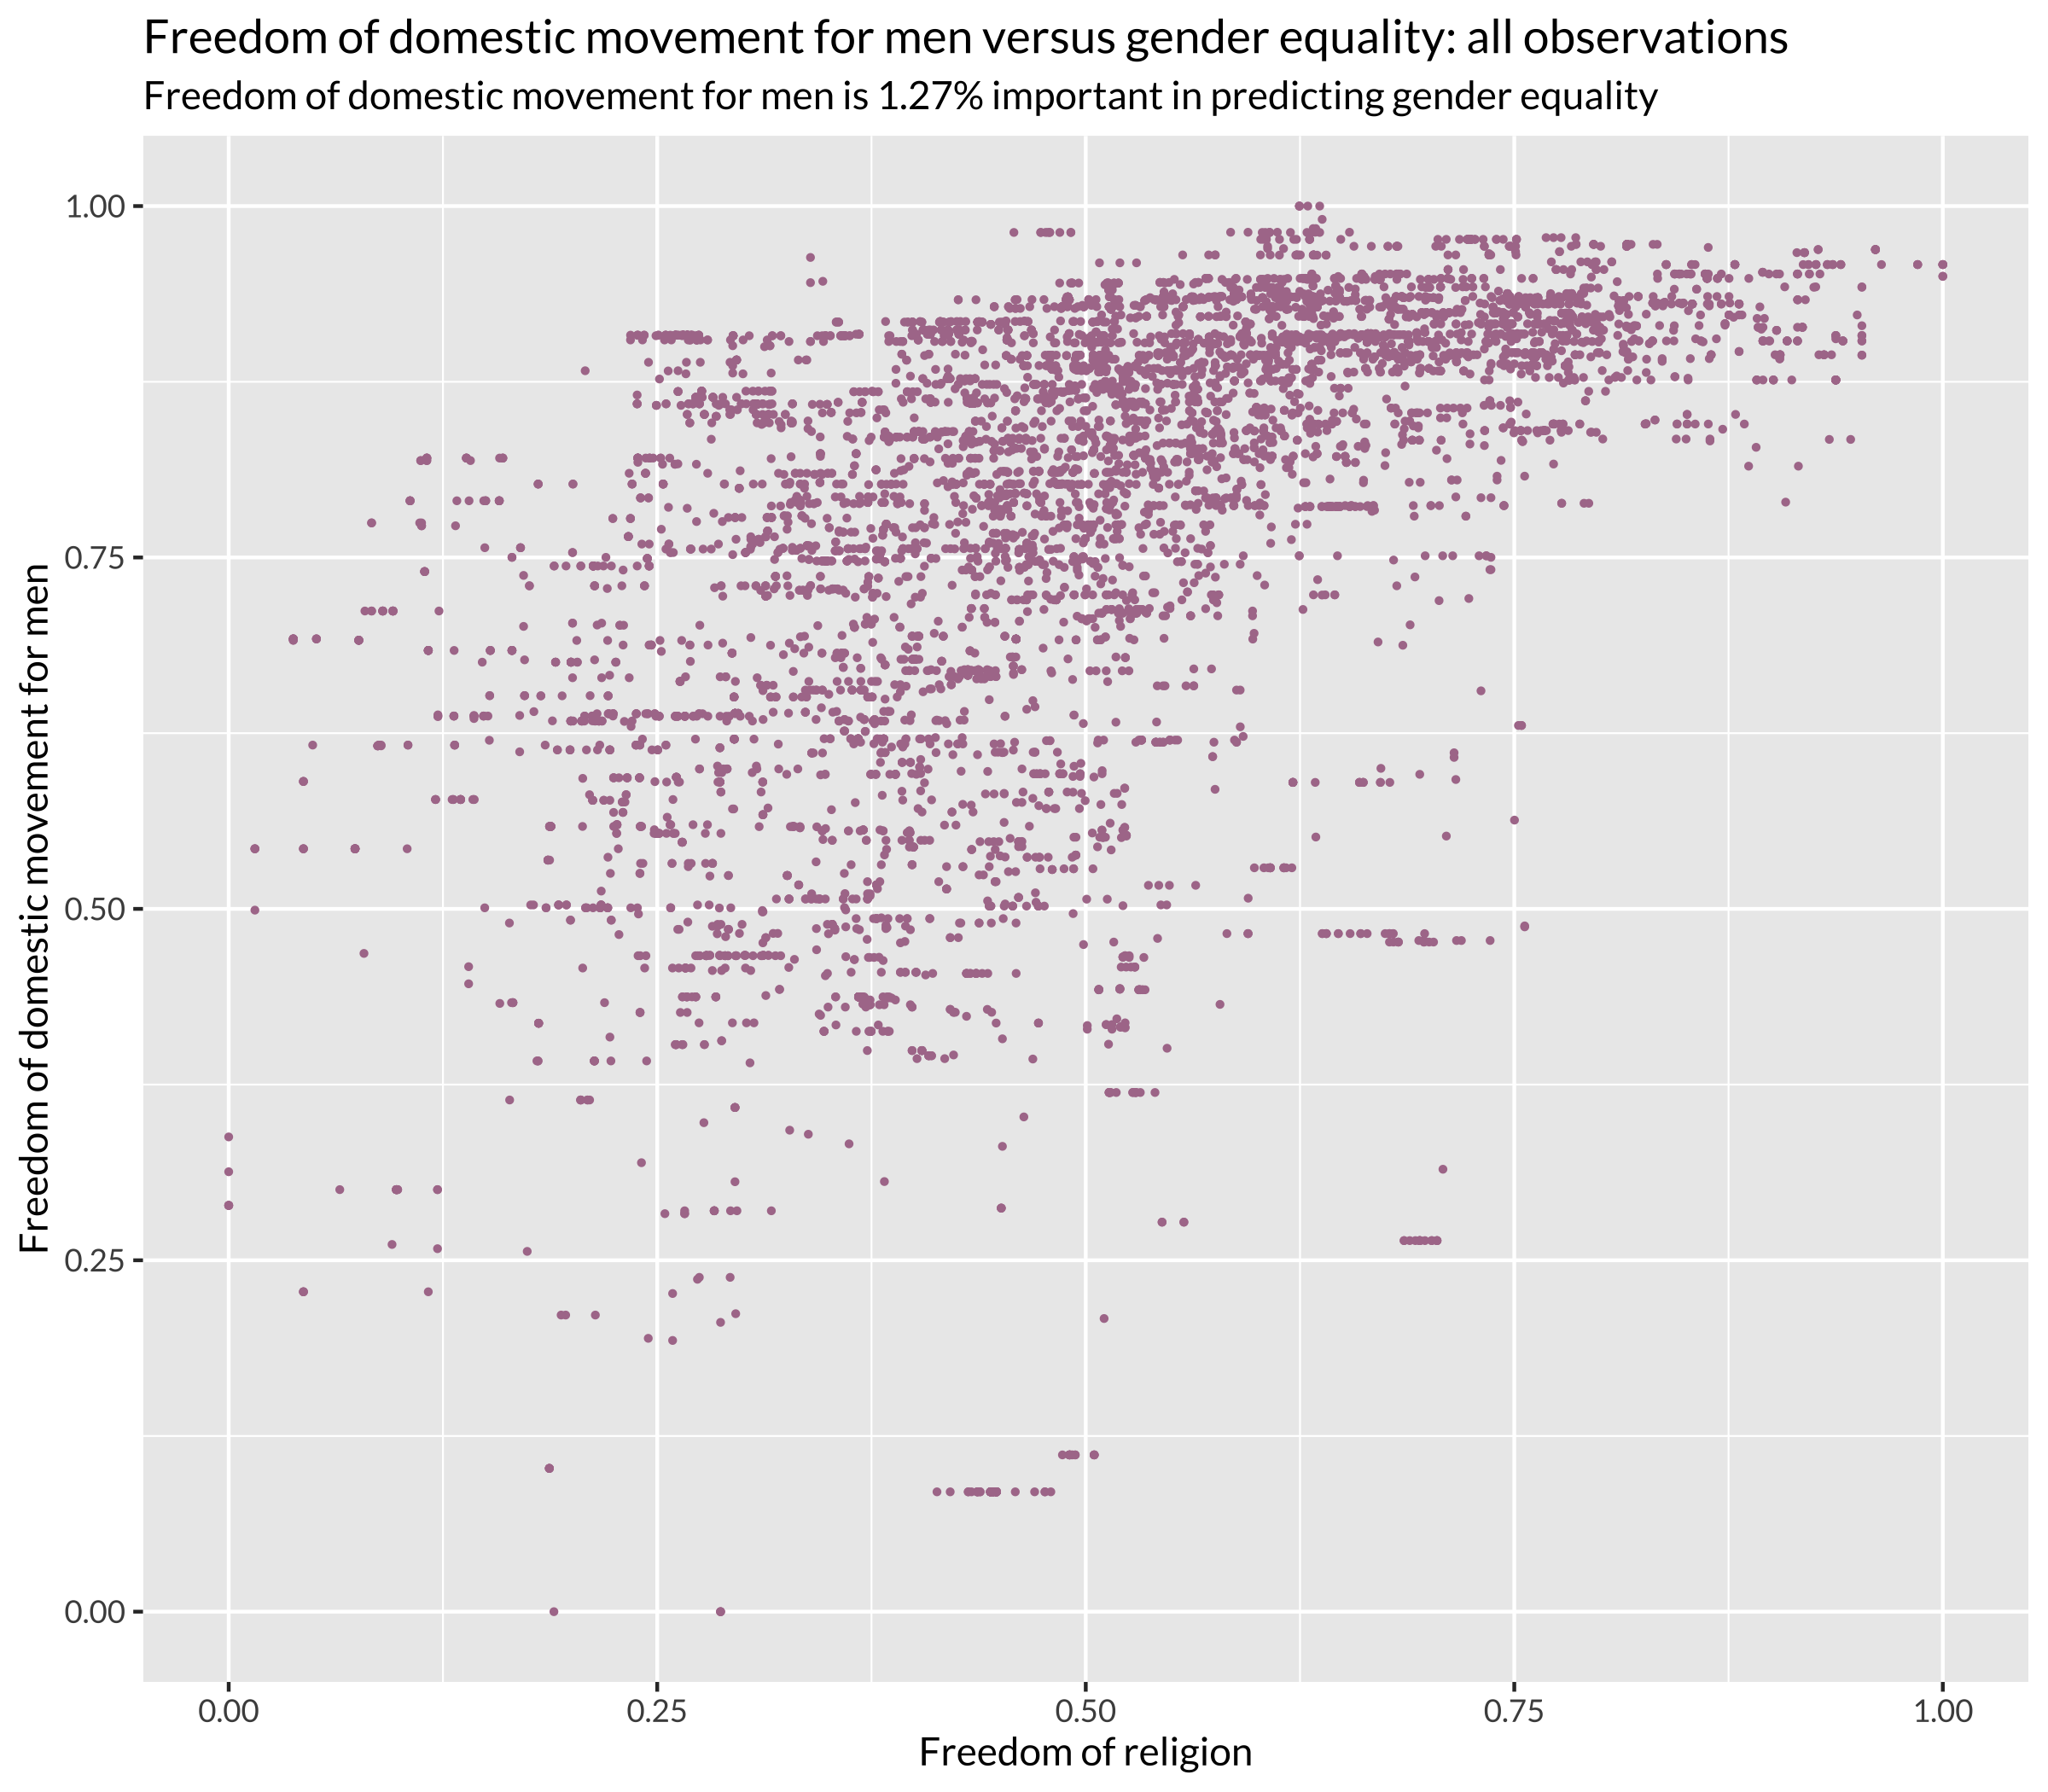 Freedom of domestic movement for men versus gender equality: all observations
Freedom of domestic movement for men is 1.27% important in predicting gender equality
Freedom of domestic movement for men
1.00
0.75
0.50
0.25
0.00
0.00 0.25 0.50 0.75 1.00
Freedom of religion